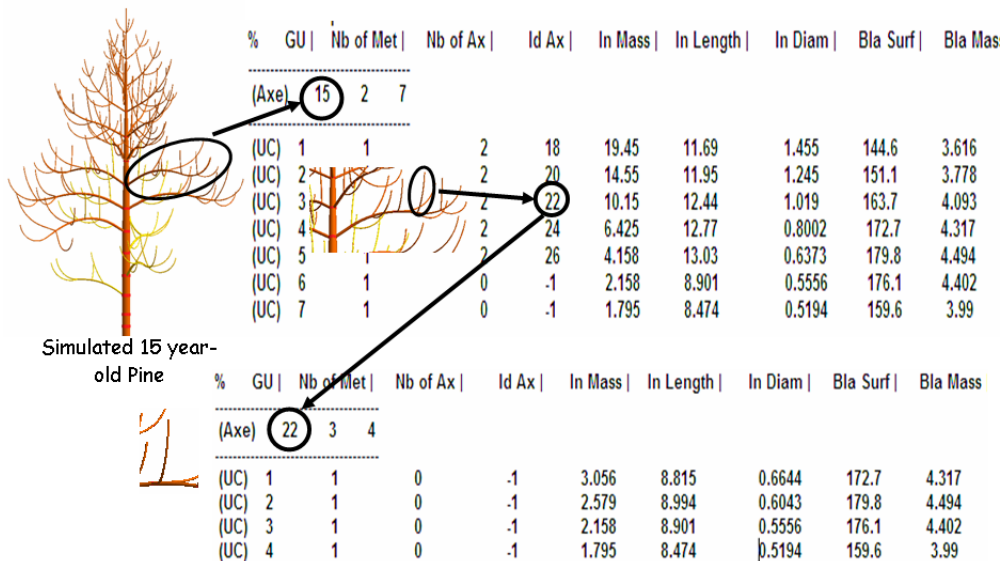 % GU | Nb of Met | Nb of Ax | Id Ax | In Mass | In Length | In Diam | Bla Surf | Bla Mas
(Axe) 15 2 7
(UC) 1 1 2 18 19.45 11.69 1.455 144.6 3.616
(UC) 2 2 20 14.55 11.95 1.245 151.1 3.778
(UC) 3 2 22 10.15 12.44 1.019 163.7 4.093
(UC) 4 2 24 6.425 12.77 0.8002 172.7 4.317
(UC) 5 2 26 4.158 13.03 0.6373 179.8 4.494
(UC) 6 1 0 -1 2.158 8.901 0.5556 176.1 4.402
(UC) 7 1 0 -1 1.795 8.474 0.5194 159.6 3.99
Simulated 15 year-
old Pine
% GU | Nb of Met | Nb of Ax | Id Ax | In Mass | In Length | In Diam | Bla Surf | Bla Mass
(Axe) 22 3 4
(UC) 1 1 0 -1 3.056 8.815 0.6644 172.7 4.317
(UC) 2 1 0 -1 2.579 8.994 0.6043 179.8 4.494
(UC) 3 1 0 -1 2.158 8.901 0.5556 176.1 4.402
(UC) 4 1 0 -1 1.795 8.474 0.5194 159.6 3.99